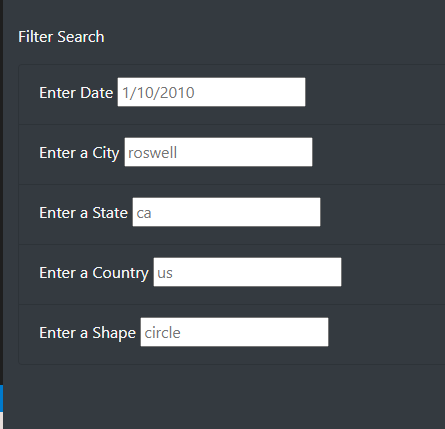 Filter Search
Enter Date 1/10/2010
Enter a City roswell
Enter a State ca
Enter a Country us
Enter a Shape circle